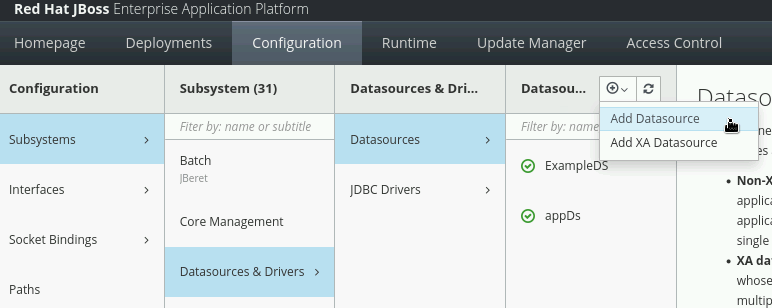 Red Hat JBoss Enterprise Application Platform
Homepage Deployments Configuration Runtime Update Manager Access Control
Configuration
Subsystems
Interfaces
Socket Bindings
Paths
Subsystem (31)
Filter by: name or subtitle
Batch
JBeret
Core Management
Datasources & Drivers
Datasources & Dri...
Datasources
JDBC Drivers
Datasou...
Filter by: name
Add Datasource
Add XA Datasource
ExampleDS
appDs
Dataso
Non-X
applica
applica
single
XA da
whose
multip